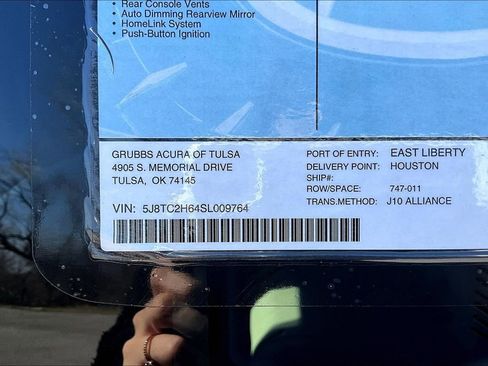 • Rear Console Vents
• Auto Dimming Rearview Mirror
• HomeLink System
• Push-Button Ignition
GRUBBS ACURA OF TULSA
4905 S. MEMORIAL DRIVE
TULSA, OK 74145
VIN: 5J8TC2H64SL009764
PORT OF ENTRY: EAST LIBERTY
DELIVERY POINT: HOUSTON
SHIP#:
ROW/SPACE: 747-011
TRANS.METHOD: J10 ALLIANCE